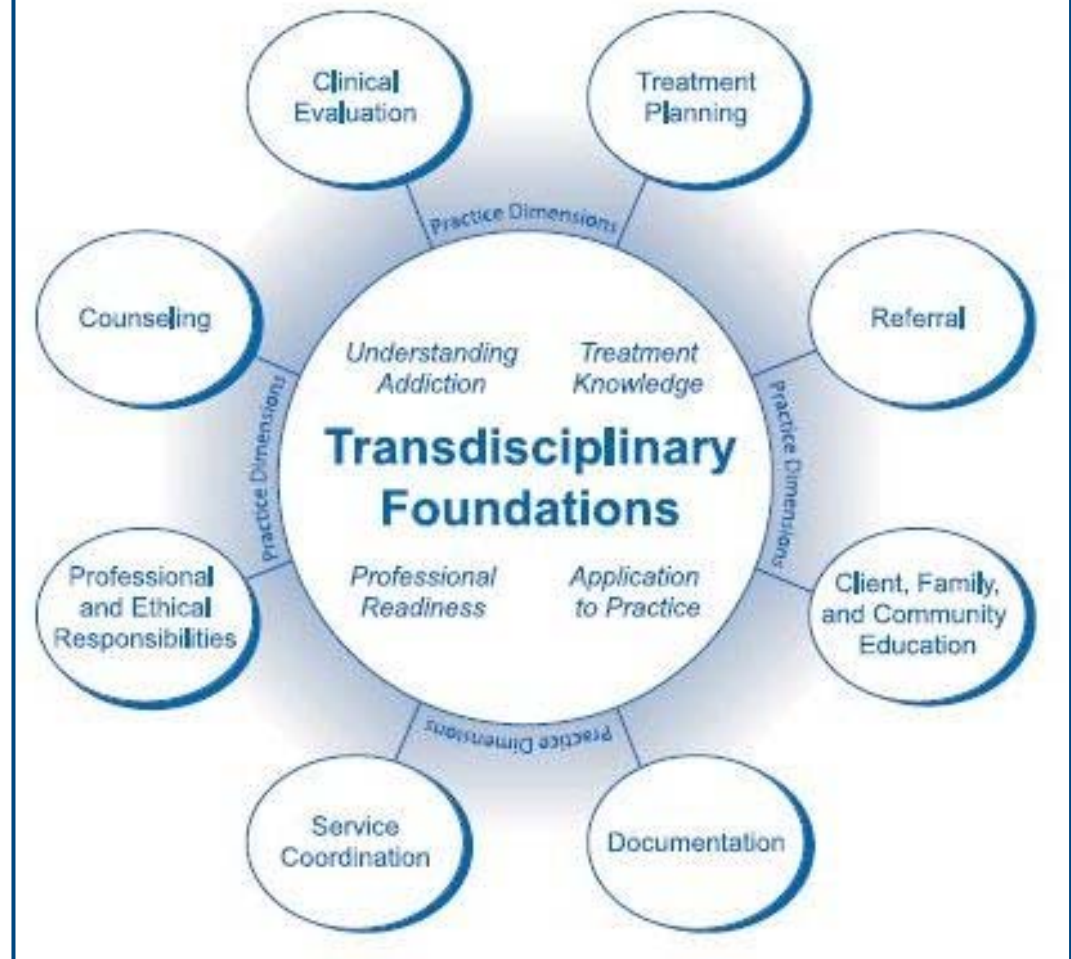 Clinical
Evaluation
Treatment
Planning
Practice Dimensions
Counseling
Referral
Understanding
Addiction
Treatment
Knowledge
Practice Dimensions
Practice Dimensions
Transdisciplinary
Foundations
Professional
Readiness
Application
to Practice
Professional
and Ethical
Responsibilities
Client, Family,
and Community
Education
Practice Dimensions
Service
Coordination
Documentation